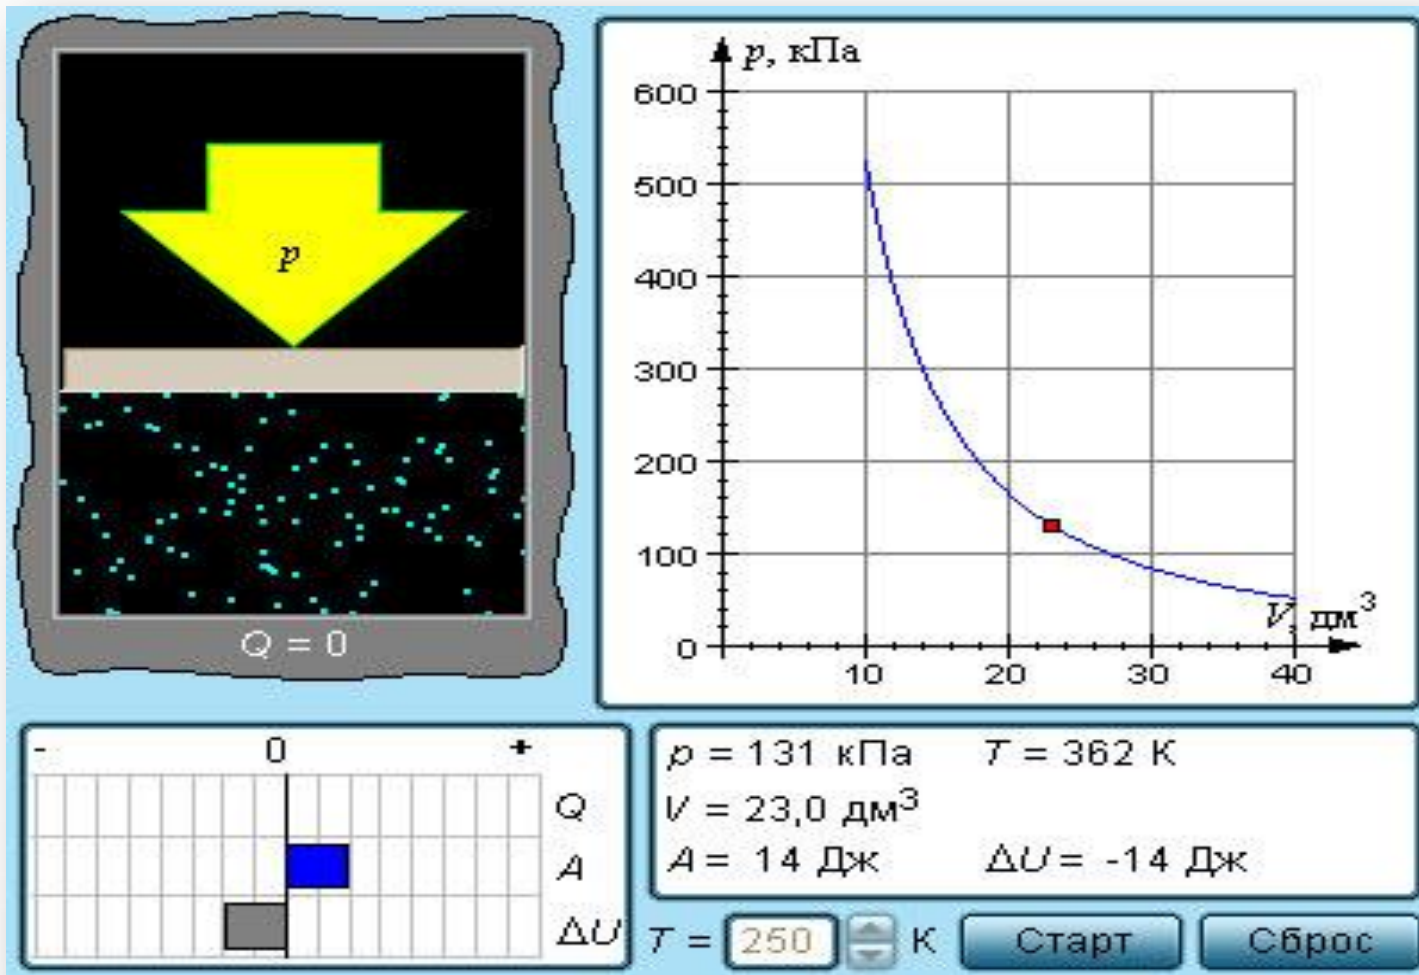 p
Q = 0
p, кПа
600
500
400
300
200
100
0
10 20 30 40
V, дм³
- 0 +
Q
A
ΔU
p = 131 кПа T = 362 К
V = 23,0 дм³
A = 14 Дж ΔU = -14 Дж
T = 250 К Старт Сброс